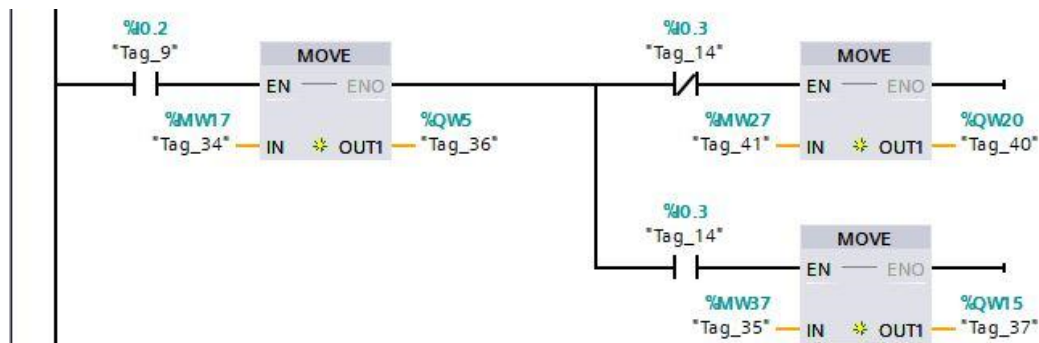 %I0.2
"Tag_9"
MOVE
EN ENO
%MW17
"Tag_34"
IN OUT1
%QW5
"Tag_36"
%I0.3
"Tag_14"
MOVE
EN ENO
%MW27
"Tag_41"
IN OUT1
%QW20
"Tag_40"
%I0.3
"Tag_14"
MOVE
EN ENO
%MW37
"Tag_35"
IN OUT1
%QW15
"Tag_37"